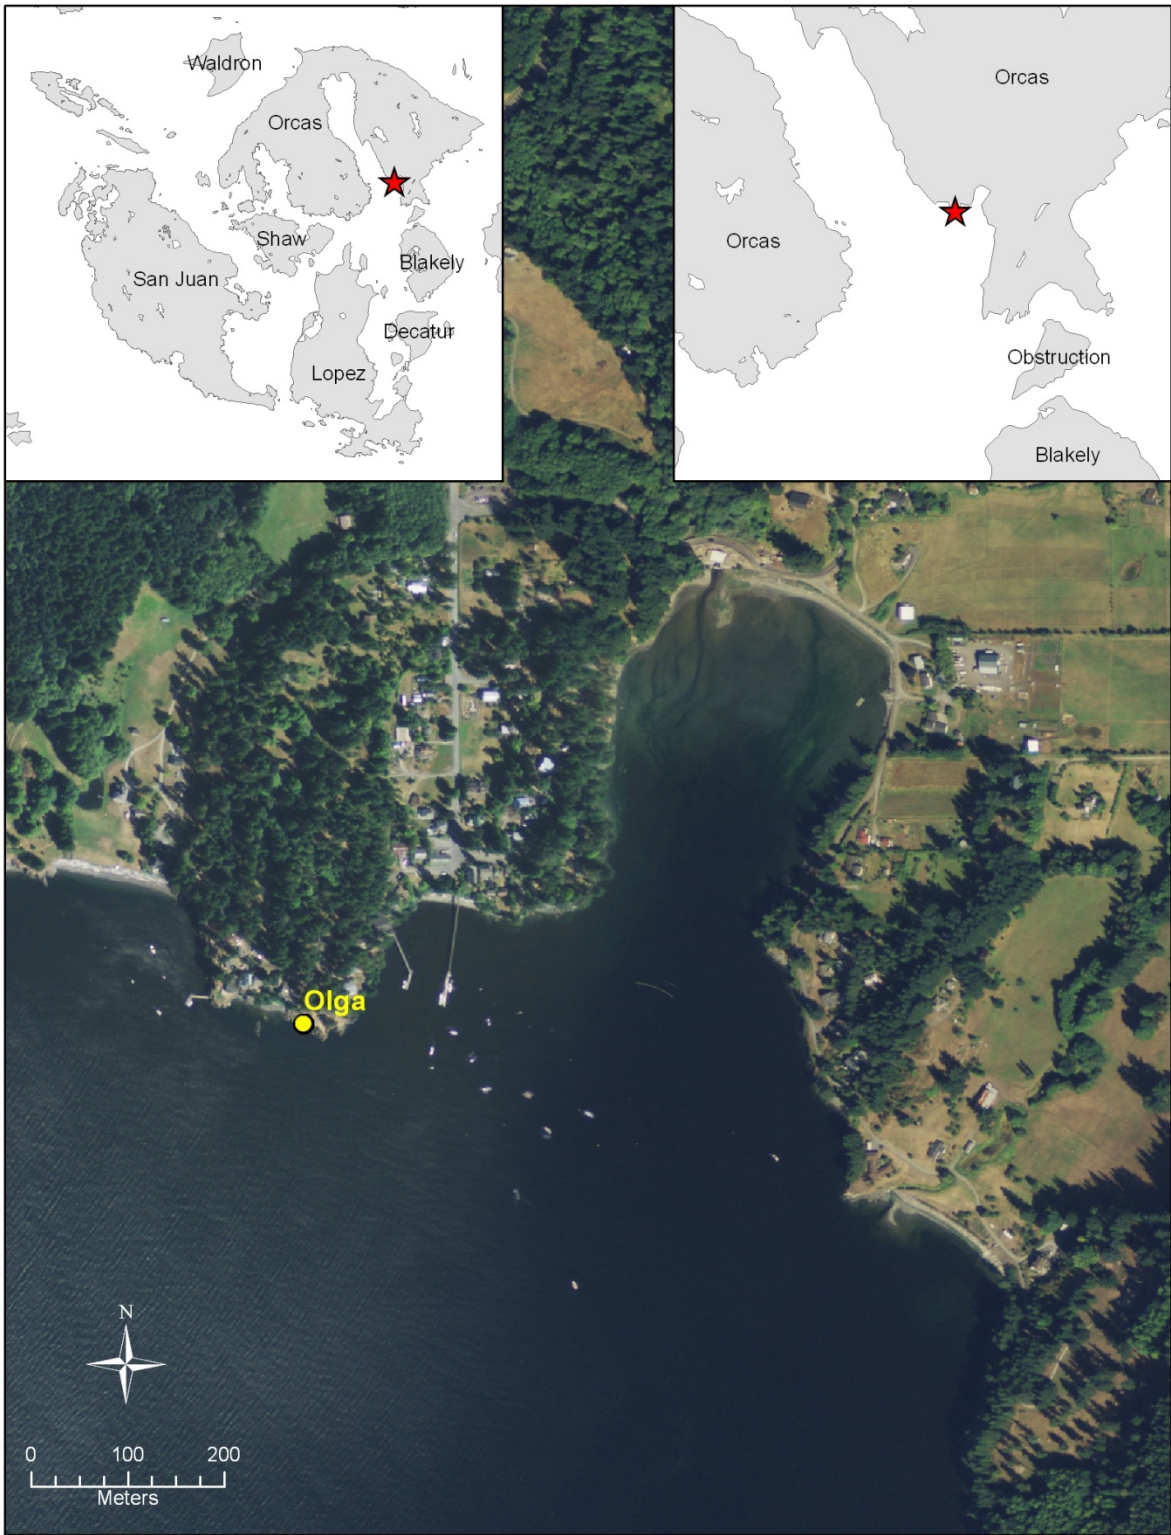 Waldron
Orcas
Shaw
San Juan
Blakely
Decatur
Lopez
Orcas
Orcas
Obstruction
Blakely
Olga
N
0 100 200
Meters